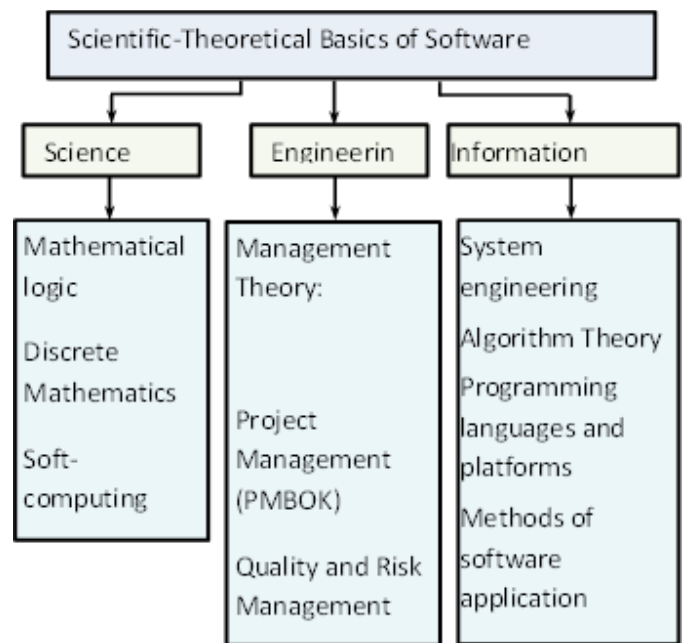 Scientific-Theoretical Basics of Software
Science
Engineerin
Information
Mathematical
logic
Discrete
Mathematics
Soft-
computing
Management
Theory:
Project
Management
(PMBOK)
Quality and Risk
Management
System
engineering
Algorithm Theory
Programming
languages and
platforms
Methods of
software
application